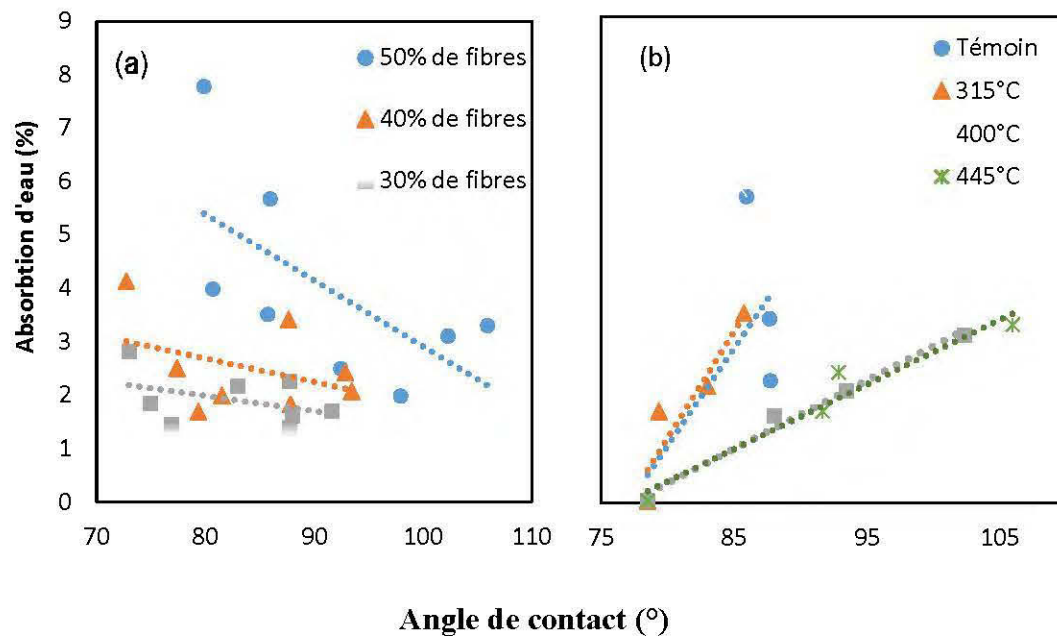 Absorbtion d'eau (%)
9
8
7
6
5
4
3
2
1
0
(a)
50% de fibres
40% de fibres
30% de fibres
70
80
90
100
110
(b)
Témoin
315°C
400°C
445°C
75
85
95
105
Angle de contact (°)